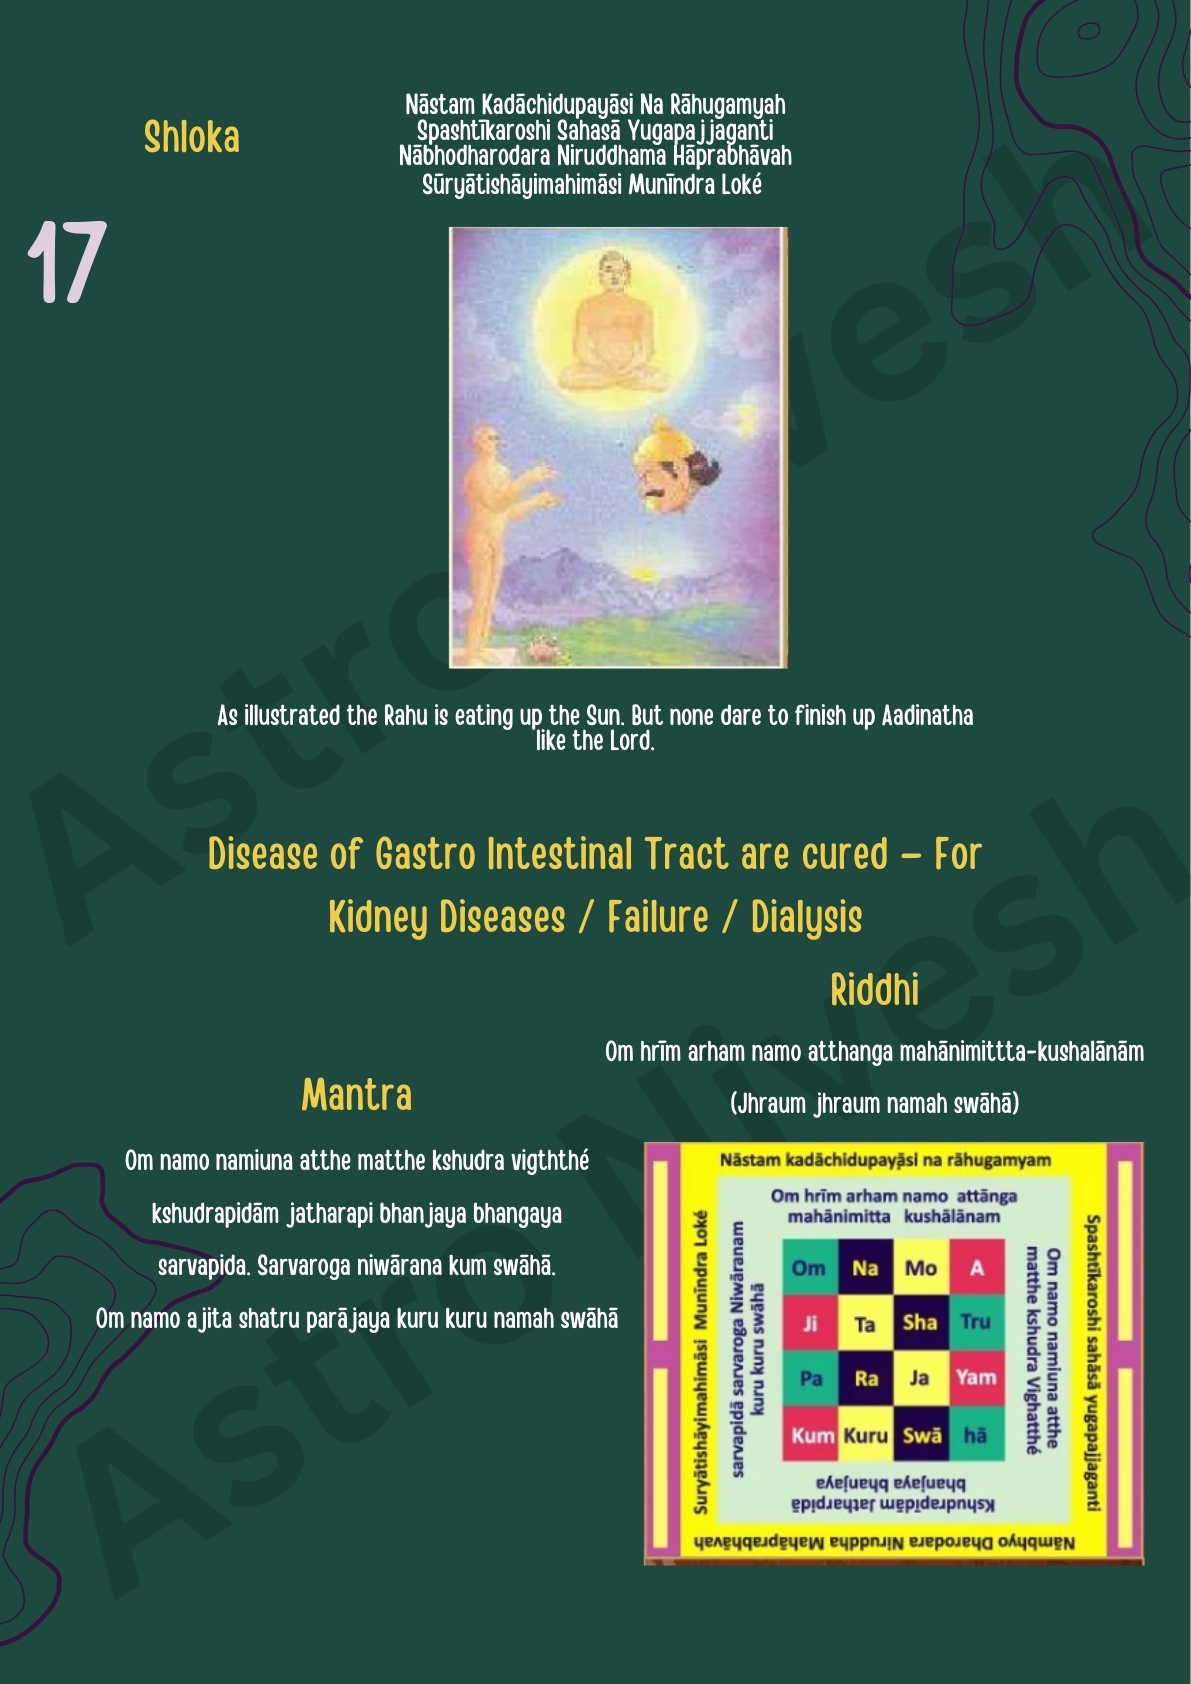 Shloka
17
Nāstam Kadāchidupayāsi Na Rāhugamyah
Spashtīkaroshi Sahasā Yugapajjaganti
Nābhodharodara Niruddhama Hāprabhāvah
Sūryātishāyimahimāsi Munīndra Loké
As illustrated the Rahu is eating up the Sun. But none dare to finish up Aadinatha
like the Lord.
Disease of Gastro Intestinal Tract are cured – For
Kidney Diseases / Failure / Dialysis
Riddhi
Om hrīm arham namo atthanga mahānimittta-kushalānām
(Jhraum jhraum namah swāhā)
Mantra
Om namo namiuna atthe matthe kshudra vigththé
kshudrapidām jatharapi bhanjaya bhangaya
sarvapida. Sarvaroga niwārana kum swāhā.
Om namo ajita shatru parājaya kuru kuru namah swāhā
Nāstam kadāchidupayāsi na rāhugamyam
Spashtīkaroshi sahāsā yugapajjaganti
Nāmbhyo Dharodara Niruddha Mahāprabhāvah
Suryātishāyimahimāsi Munīndra Loké
Om hrīm arham namo attānga
mahānimitta kushālānam
Om namo namiuna atthe
matthe kshudra Vighatthé
Kshudrapidām Jatharpidā
bhanjaya bhanjaya
sarvapidā sarvaroga Niwāranam
kuru kuru swāhā
Om Na Mo A
Ji Ta Sha Tru
Pa Ra Ja Yam
Kum Kuru Swā hā
Astro Nivesh
Astro Nivesh